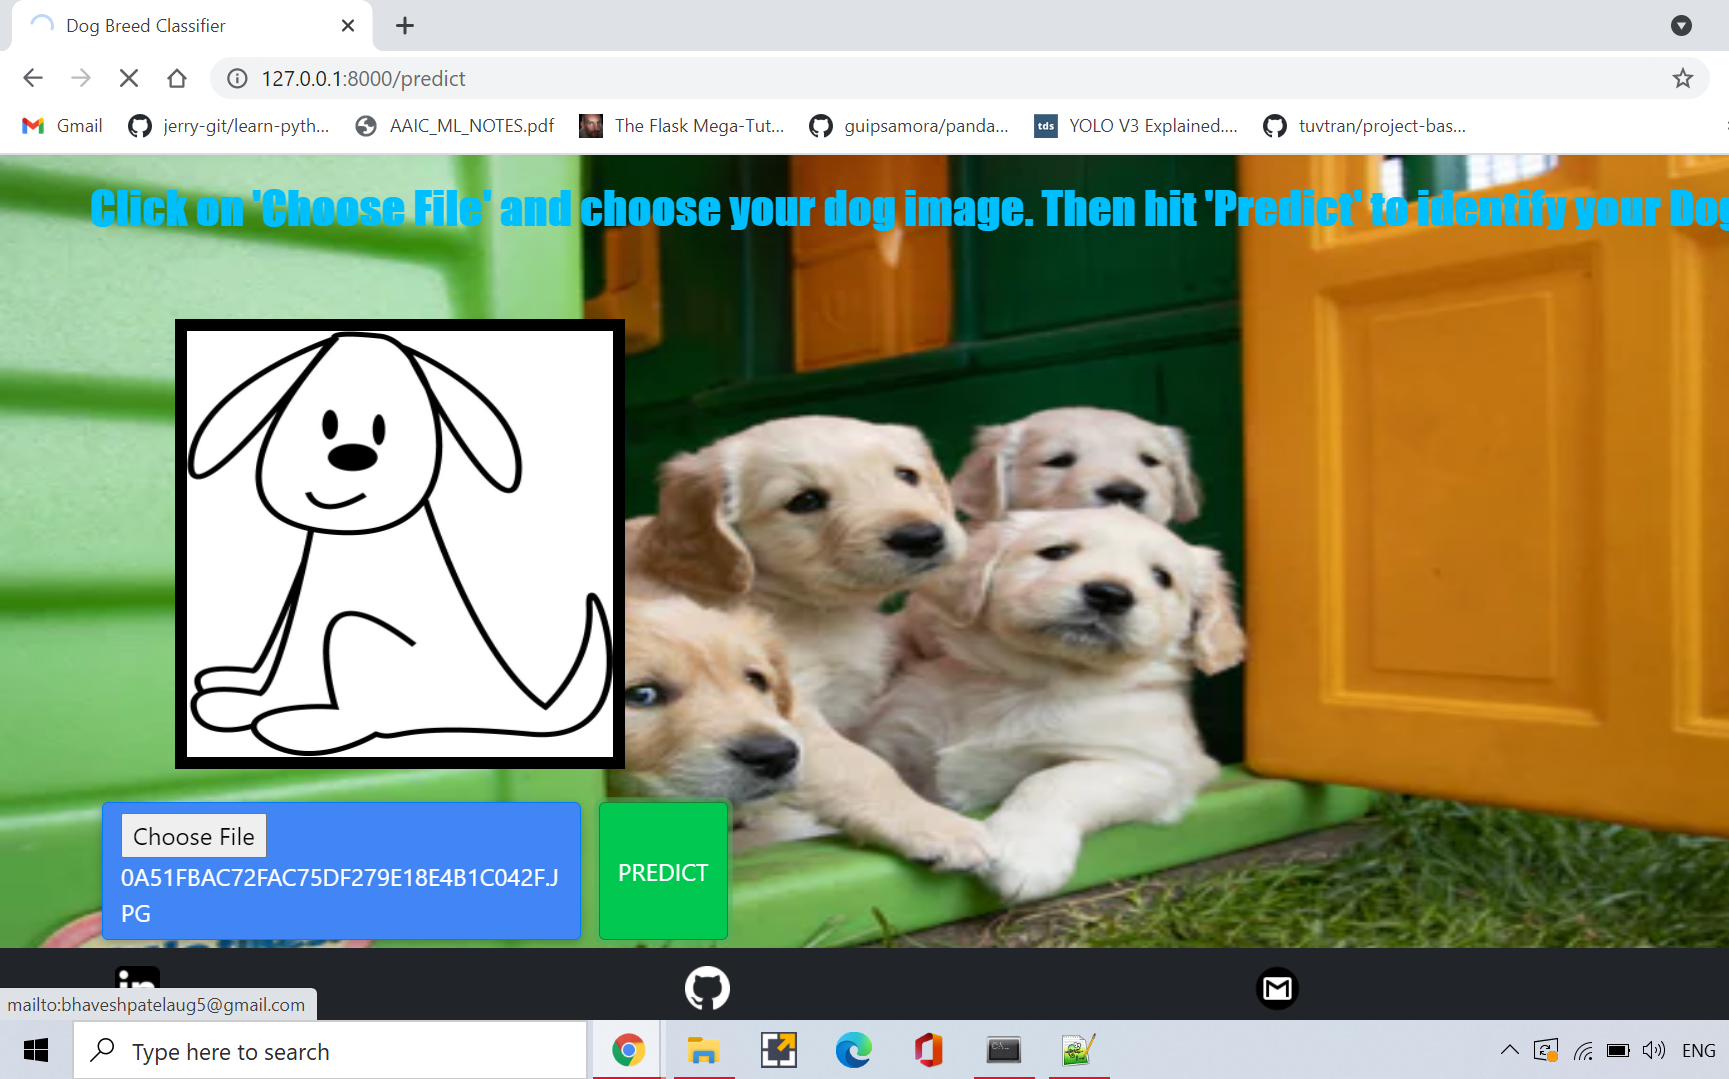 Dog Breed Classifier
127.0.0.1:8000/predict
Gmail
jerry-git/learn-pyth...
AAIC_ML_NOTES.pdf
The Flask Mega-Tut...
guipsamora/panda...
tds
YOLO V3 Explained....
tuvtran/project-bas...
Click on 'Choose File' and choose your dog image. Then hit 'Predict' to identify your Dog
Choose File
0A51FBAC72FAC75DF279E18E4B1C042F.J
PG
PREDICT
in
mailto:bhaveshpatelaug5@gmail.com
Type here to search
ENG